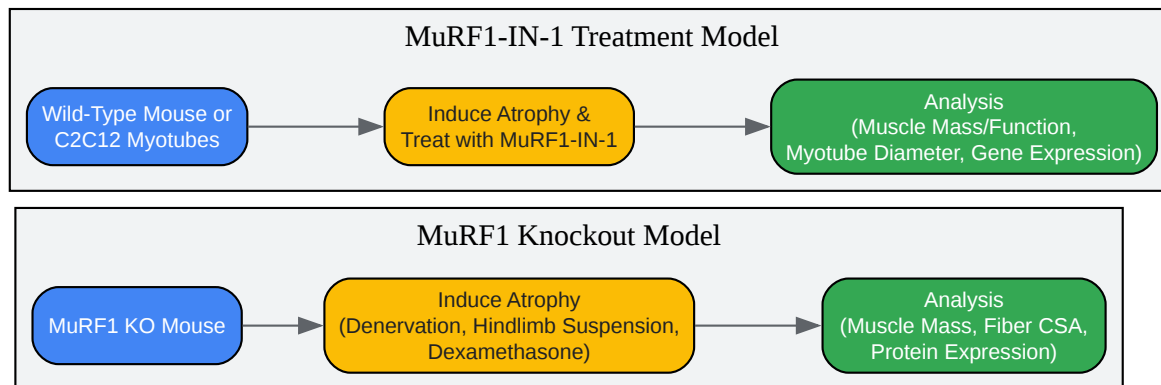 MuRF1-IN-1 Treatment Model
Wild-Type Mouse or
C2C12 Myotubes
Induce Atrophy &
Treat with MuRF1-IN-1
Analysis
(Muscle Mass/Function,
Myotube Diameter, Gene Expression)
MuRF1 Knockout Model
MuRF1 KO Mouse
Induce Atrophy
(Denervation, Hindlimb Suspension,
Dexamethasone)
Analysis
(Muscle Mass, Fiber CSA,
Protein Expression)